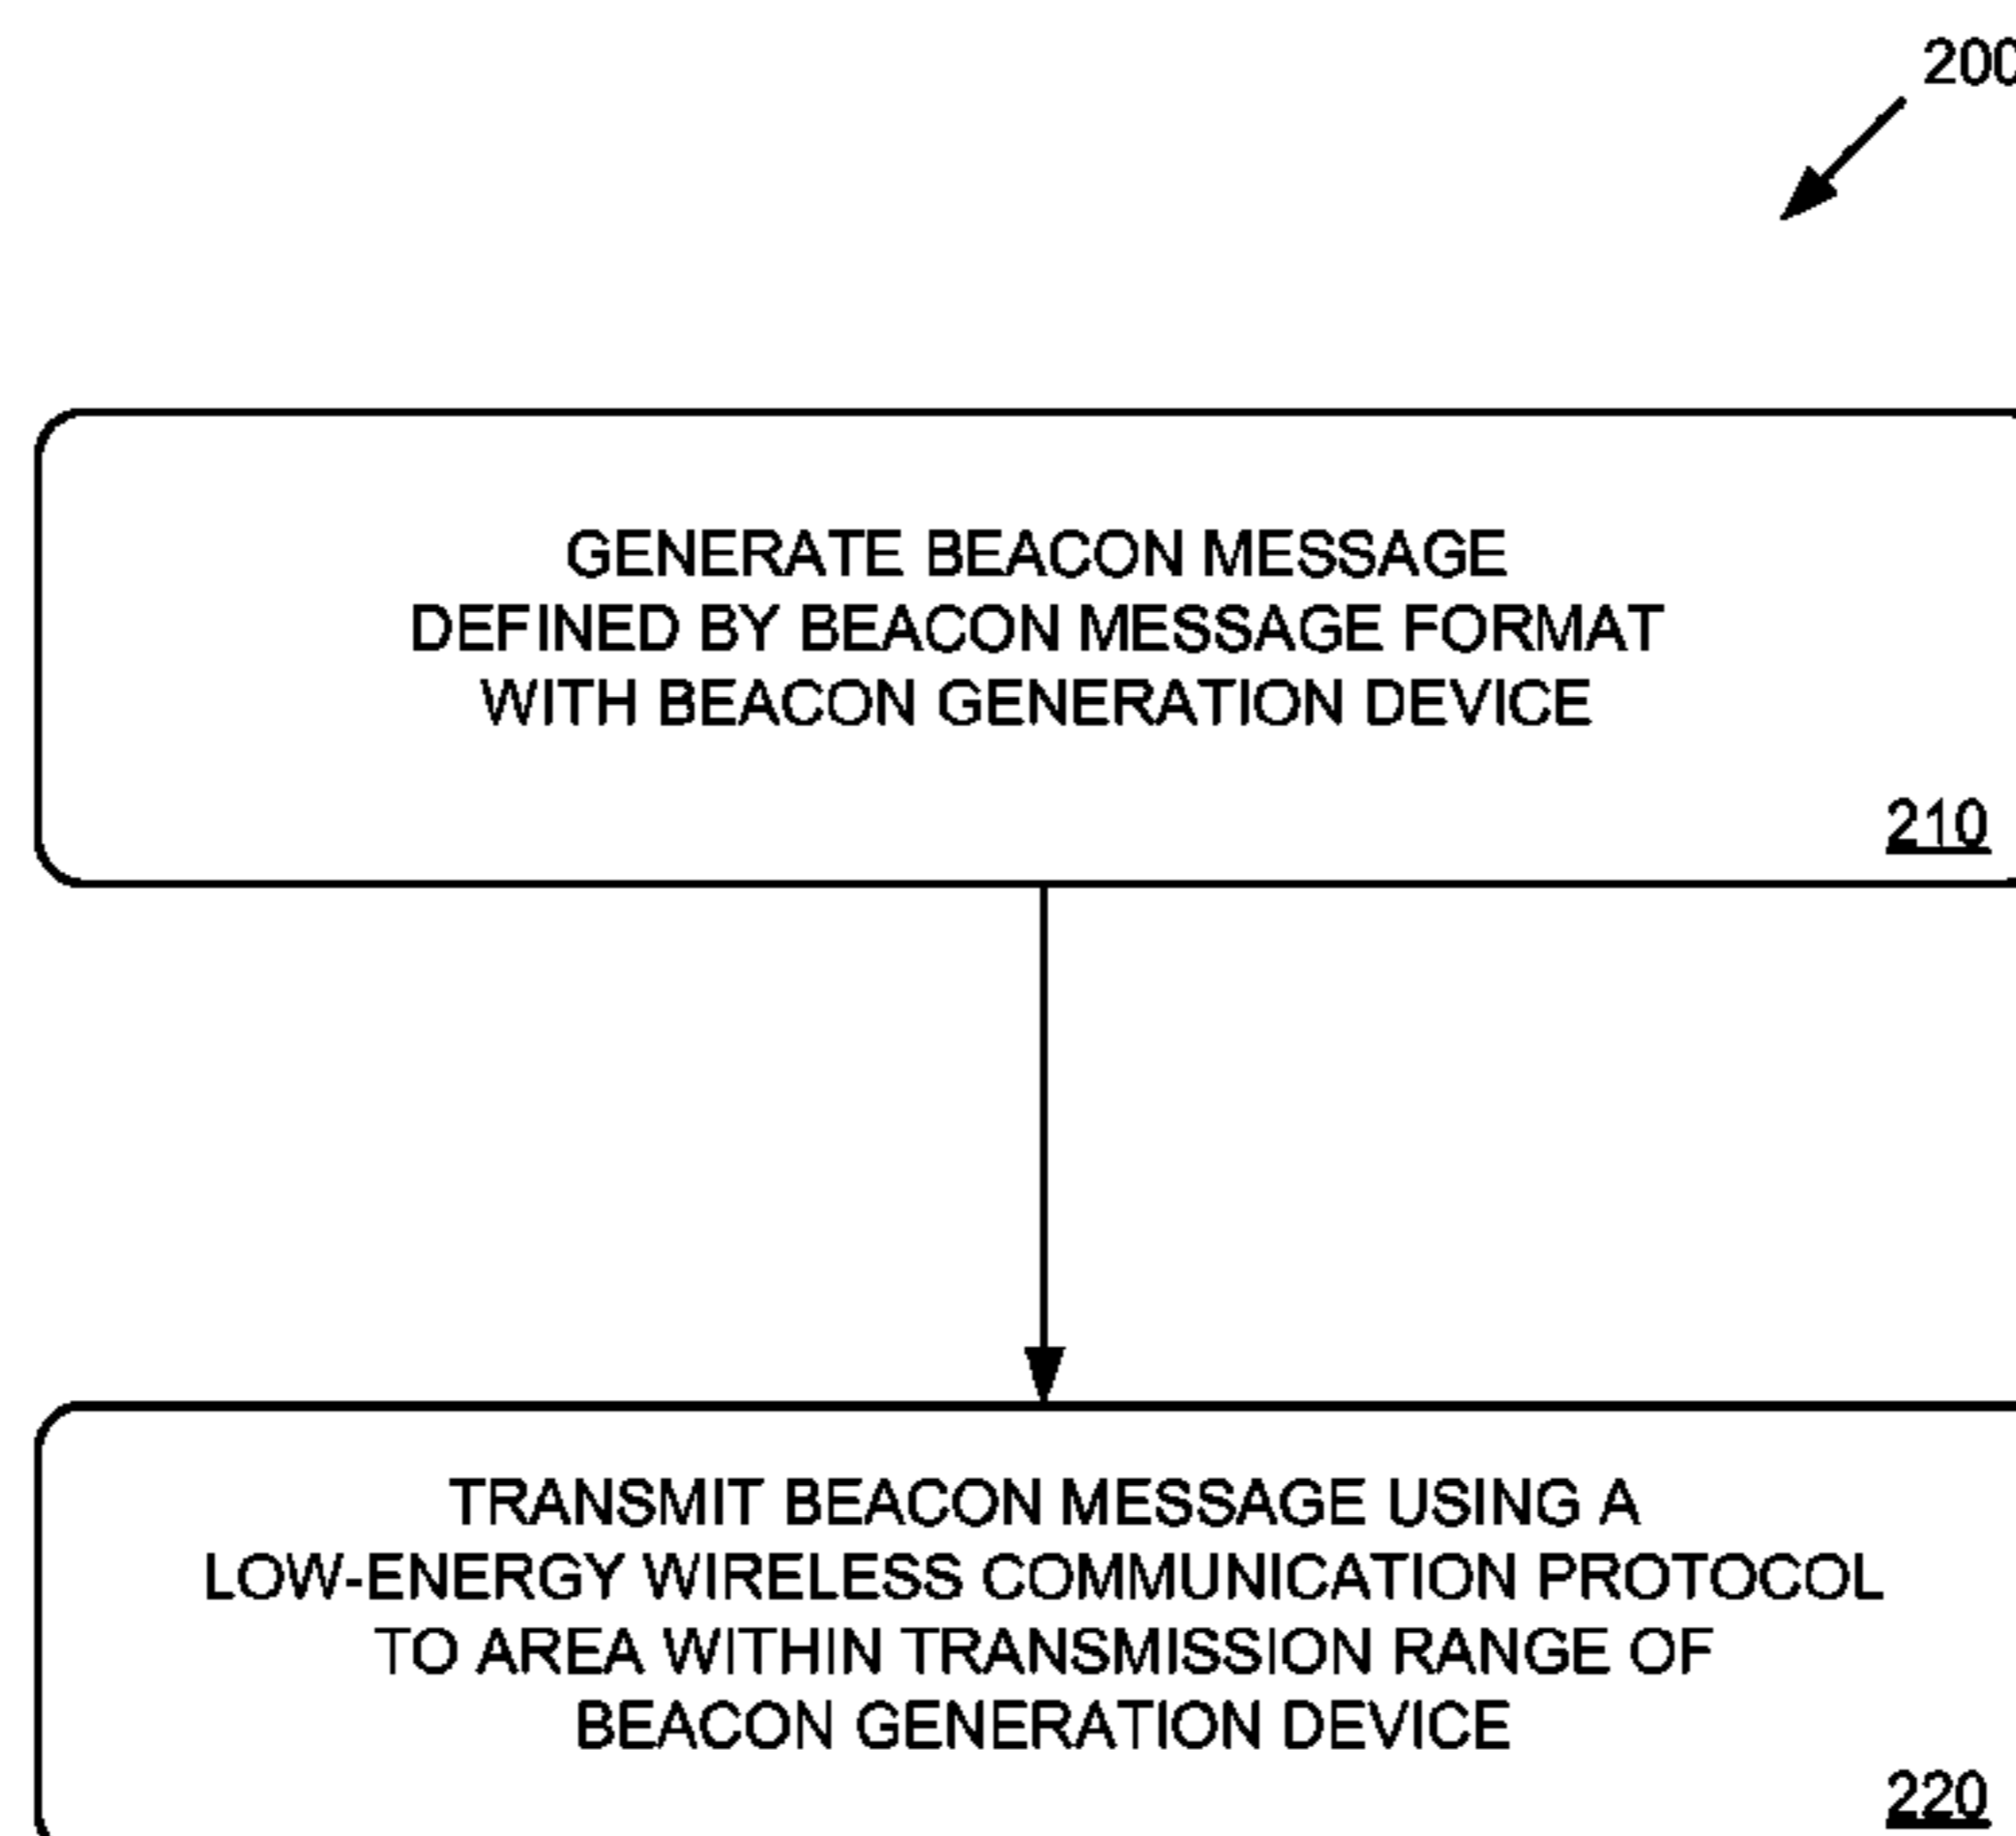 200
GENERATE BEACON MESSAGE
DEFINED BY BEACON MESSAGE FORMAT
WITH BEACON GENERATION DEVICE
210
TRANSMIT BEACON MESSAGE USING A
LOW-ENERGY WIRELESS COMMUNICATION PROTOCOL
TO AREA WITHIN TRANSMISSION RANGE OF
BEACON GENERATION DEVICE
220